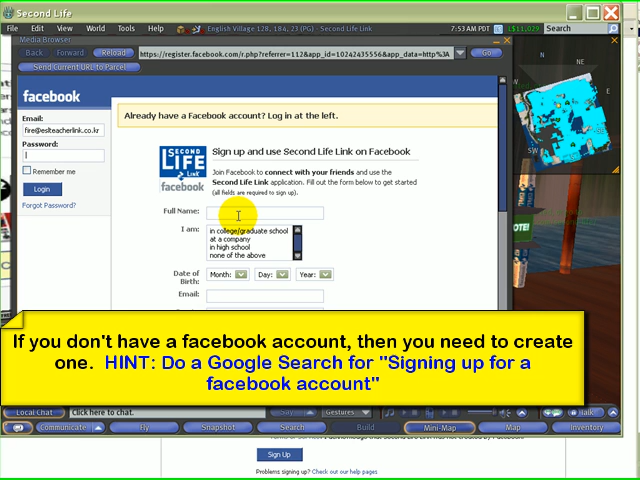 Second Life
File Edit View World Tools Help
English Village 128, 184, 23 (PG) - Second Life Link
7:53 AM PDT
L$11,029
Search
Media Browser
Back Forward Reload
https://register.facebook.com/r.php?referrer=112&app_id=10242435556&app_data=http%3A
Go
Send Current URL to Parcel
N
NE
E
SE
S
SW
W
facebook
Email:
fire@eslteacherlink.co.kr
Password:
Remember me
Login
Forgot Password?
Already have a Facebook account? Log in at the left.
SECOND
LIFE
facebook
Sign up and use Second Life Link on Facebook
Join Facebook to connect with your friends and use the
Second Life Link application. Fill out the form below to get started
(all fields are required to sign up).
Full Name:
I am:
in college/graduate school
at a company
in high school
none of the above
Date of
Birth:
Month: Day: Year:
Email:
If you don't have a facebook account, then you need to create
one. HINT: Do a Google Search for "Signing up for a
facebook account"
Local Chat Click here to chat. Say Gestures Talk
Communicate Fly Snapshot Search Build Mini-Map Map Inventory
Sign Up
Problems signing up? Check out our help pages